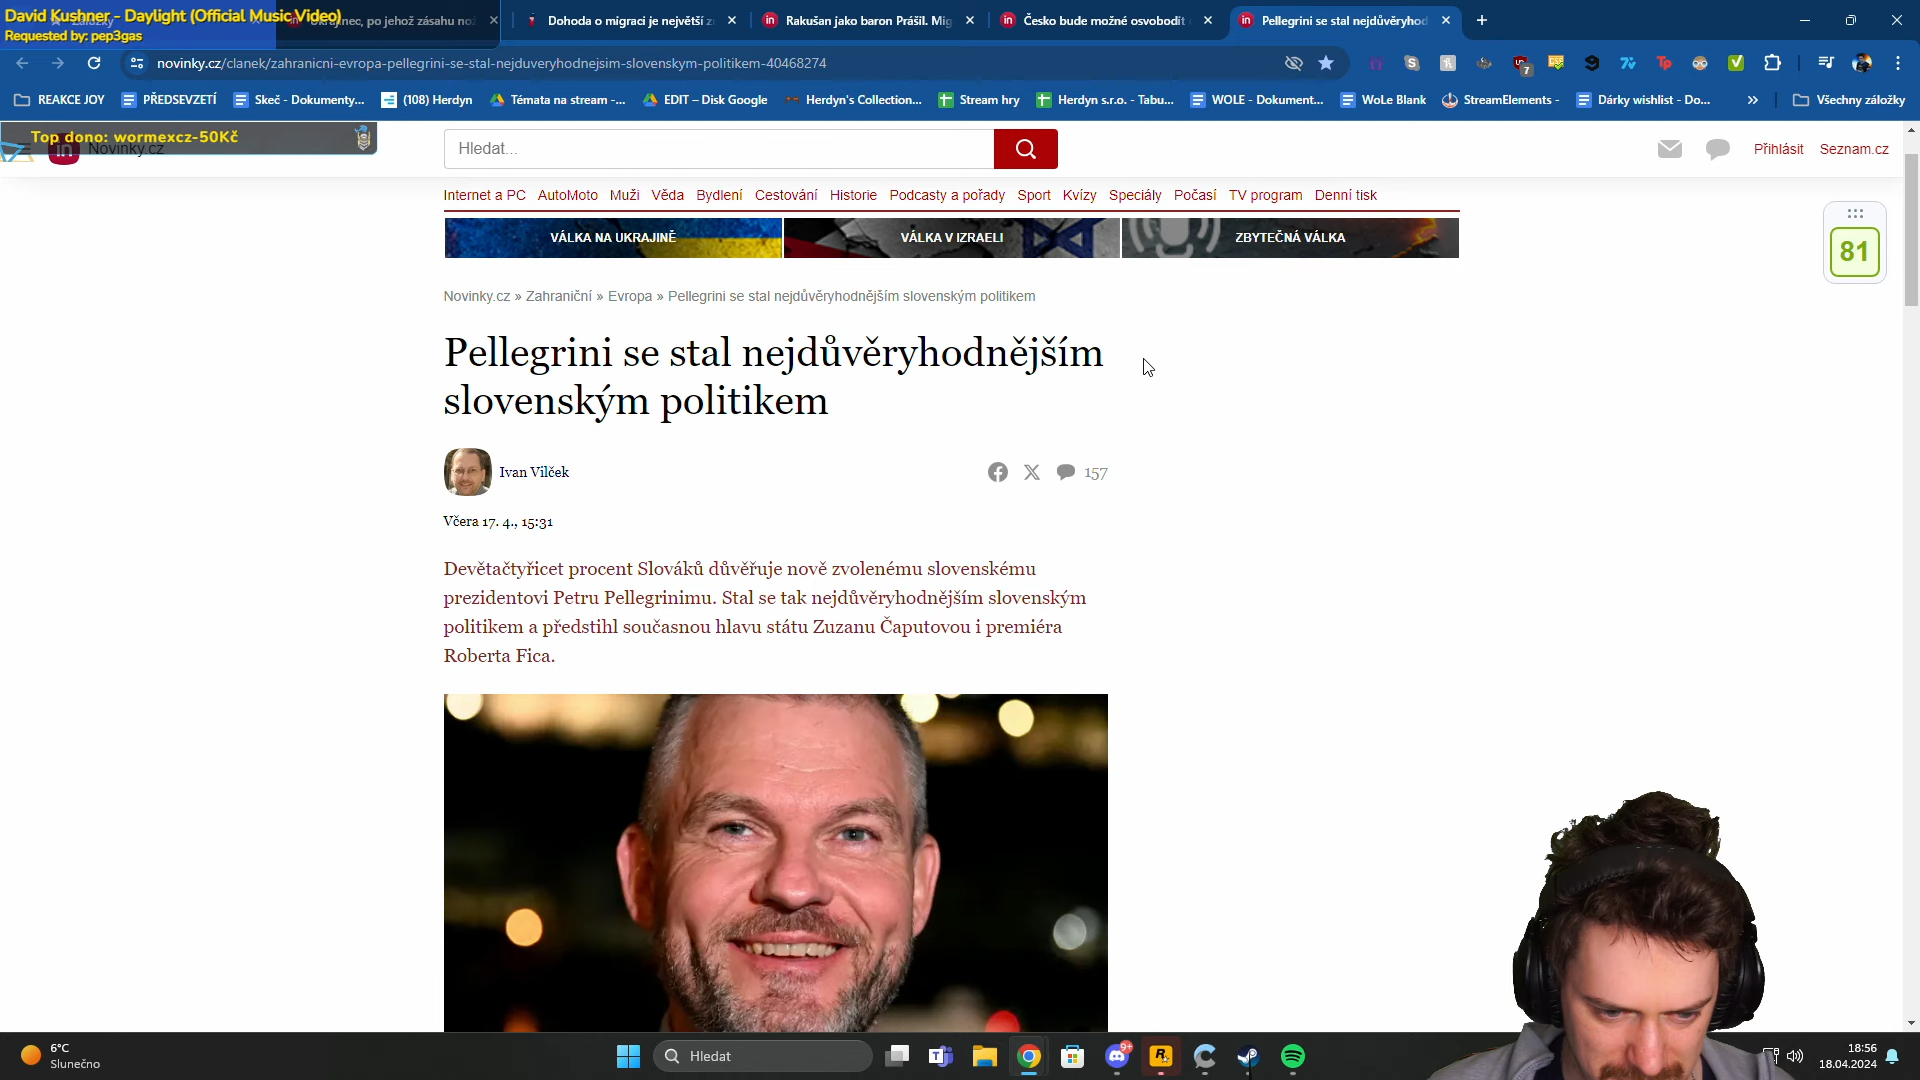 David Kushner - Daylight (Official Music Video)
Requested by: pep3gas
nec, po jehož zásahu
Dohoda o migraci je největší
Rakušan jako baron Prášil. Mig
Česko bude možné osvobodit
Pellegrini se stal nejdůvěryhod
novinky.cz/clanek/zahranicni-evropa-pellegrini-se-stal-nejduveryhodnejsim-slovenskym-politikem-40468274
7
REAKCE JOY
PŘEDSEVZETÍ
Skeč - Dokumenty...
(108) Herdyn
Témata na stream -...
EDIT – Disk Google
Herdyn's Collection...
Stream hry
Herdyn s.r.o. - Tabu...
WOLE - Dokument...
WoLe Blank
StreamElements -
Dárky wishlist - Do...
»
Všechny záložky
Top dono: wormexcz-50Kč
Novinky.cz
Hledat...
Přihlásit
Seznam.cz
Internet a PC AutoMoto Muži Věda Bydlení Cestování Historie Podcasty a pořady Sport Kvízy Speciály Počasí TV program Denní tisk
VÁLKA NA UKRAJINĚ
VÁLKA V IZRAELI
ZBYTEČNÁ VÁLKA
81
Novinky.cz » Zahraniční » Evropa » Pellegrini se stal nejdůvěryhodnějším slovenským politikem
Pellegrini se stal nejdůvěryhodnějším
slovenským politikem
Ivan Vilček
157
Včera 17. 4., 15:31
Devětačtyřicet procent Slováků důvěřuje nově zvolenému slovenskému
prezidentovi Petru Pellegrinimu. Stal se tak nejdůvěryhodnějším slovenským
politikem a předstihl současnou hlavu státu Zuzanu Čaputovou i premiéra
Roberta Fica.
6°C
Slunečno
Hledat
9+
18:56
18.04.2024